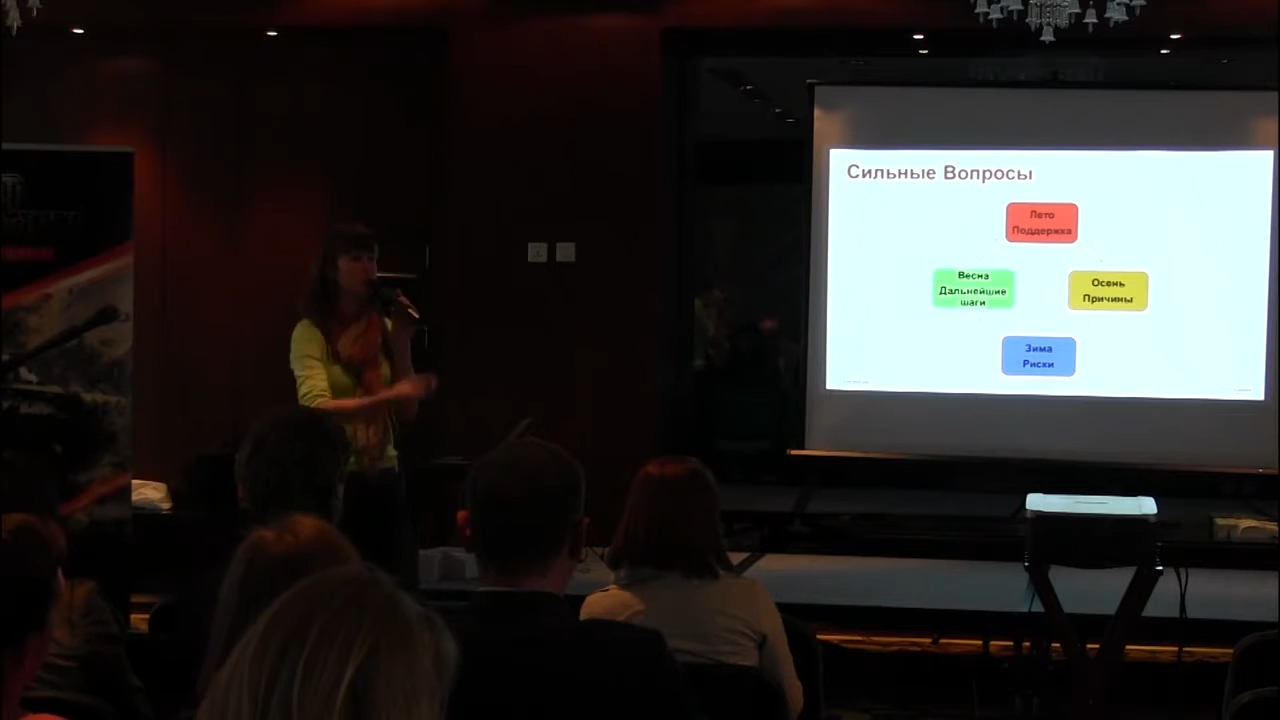 Сильные Вопросы
Лето
Поддержка
Весна
Дальнейшие
шаги
Осень
Причины
Зима
Риски